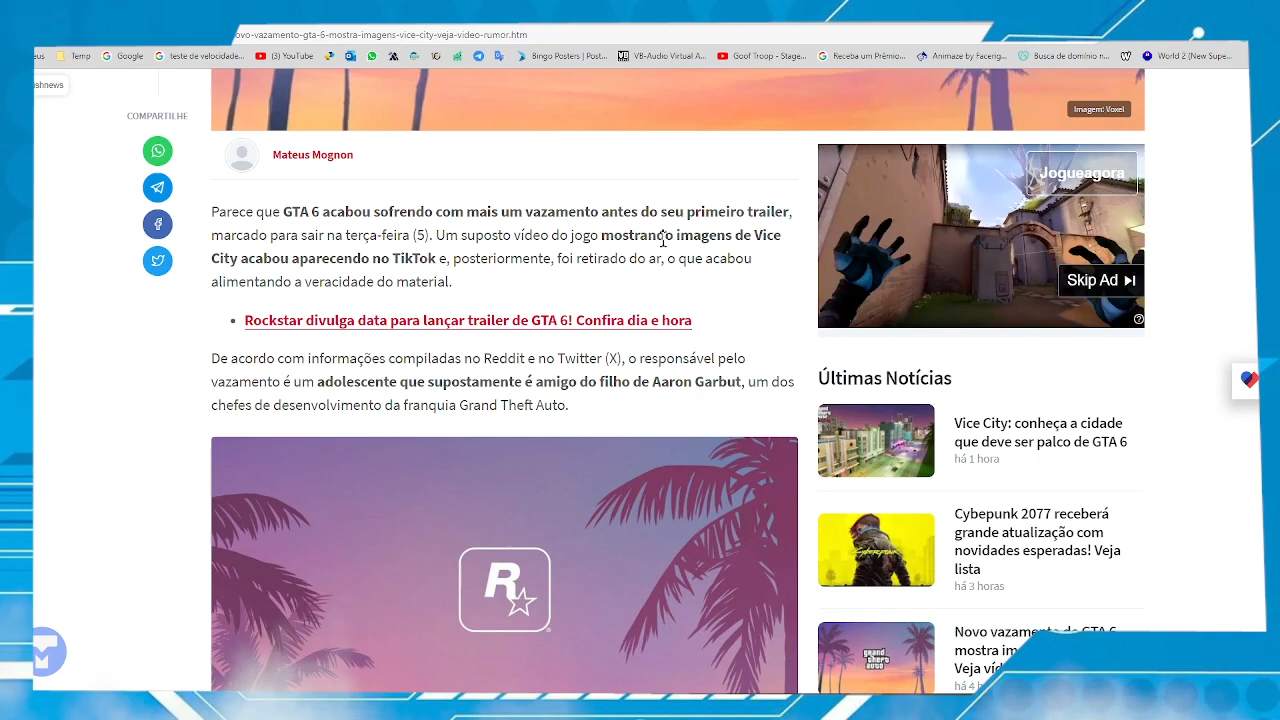 ovo-vazamento-gta-6-mostra-imagens-vice-city-veja-video-rumor.htm
eus Temp Google teste de velocidade... (3) YouTube Bingo Posters | Post... VB-Audio Virtual A... Goof Troop - Stage... Receba um Prêmio... Animaze by Facerig... Busca de domínio n... World 2 (New Supe...
shnews
COMPARTILHE
Imagem: Voxel
Mateus Mognon
Parece que GTA 6 acabou sofrendo com mais um vazamento antes do seu primeiro trailer,
marcado para sair na terça-feira (5). Um suposto vídeo do jogo mostrando imagens de Vice
City acabou aparecendo no TikTok e, posteriormente, foi retirado do ar, o que acabou
alimentando a veracidade do material.
Rockstar divulga data para lançar trailer de GTA 6! Confira dia e hora
De acordo com informações compiladas no Reddit e no Twitter (X), o responsável pelo
vazamento é um adolescente que supostamente é amigo do filho de Aaron Garbut, um dos
chefes de desenvolvimento da franquia Grand Theft Auto.
R
Jogueagora
Skip Ad
Últimas Notícias
Vice City: conheça a cidade
que deve ser palco de GTA 6
há 1 hora
Cybepunk 2077 receberá
grande atualização com
novidades esperadas! Veja
lista
há 3 horas
grand
theft
auto
Novo vazamento de GTA 6
mostra im
Veja víd
há 4 h